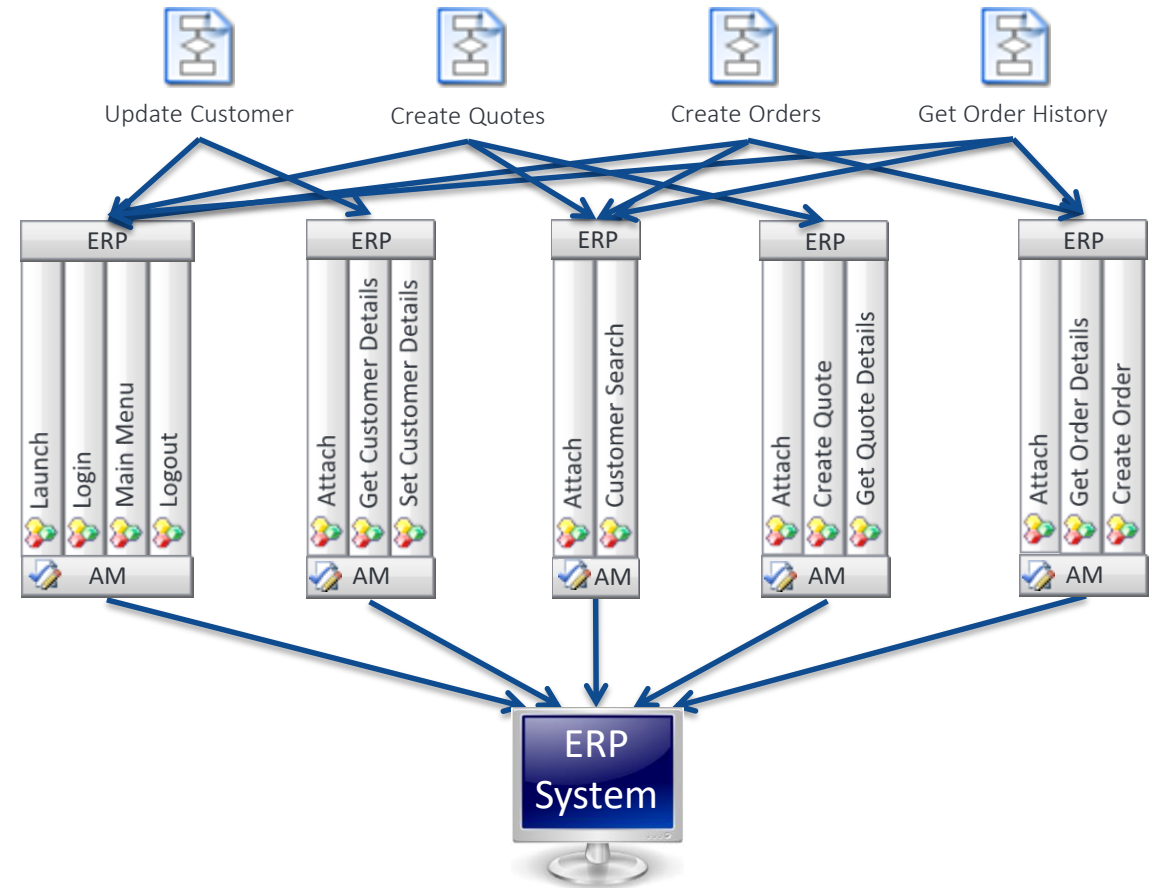 Update Customer
Create Quotes
Create Orders
Get Order History
ERP
Launch
Login
Main Menu
Logout
AM
ERP
Attach
Get Customer Details
Set Customer Details
AM
ERP
Attach
Customer Search
AM
ERP
Attach
Create Quote
Get Quote Details
AM
ERP
Attach
Get Order Details
Create Order
AM
ERP
System